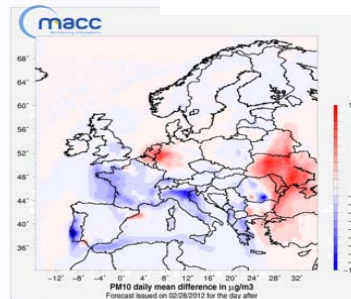 macc
68°
64°
60°
56°
52°
48°
44°
40°
36°
-12° -8° -4° 0° 4° 8° 12° 16° 20° 24° 28° 32°
PM10 daily mean difference in µg/m3
Forecast issued on 02/28/2012 for the day after